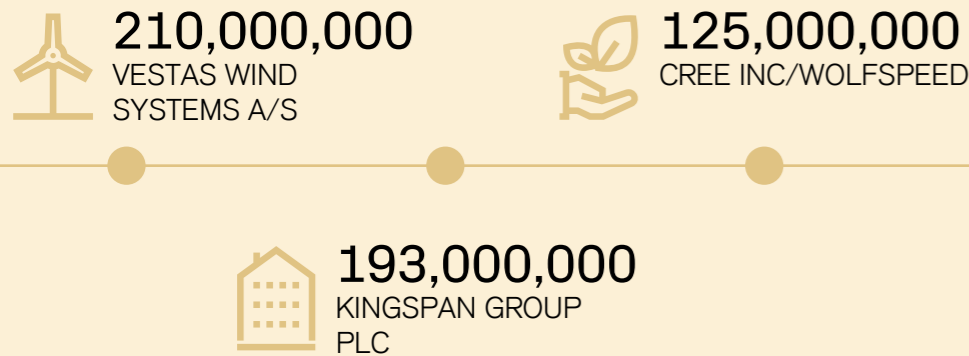 210,000,000
VESTAS WIND
SYSTEMS A/S
125,000,000
CREE INC/WOLFSPEED
193,000,000
KINGSPAN GROUP
PLC